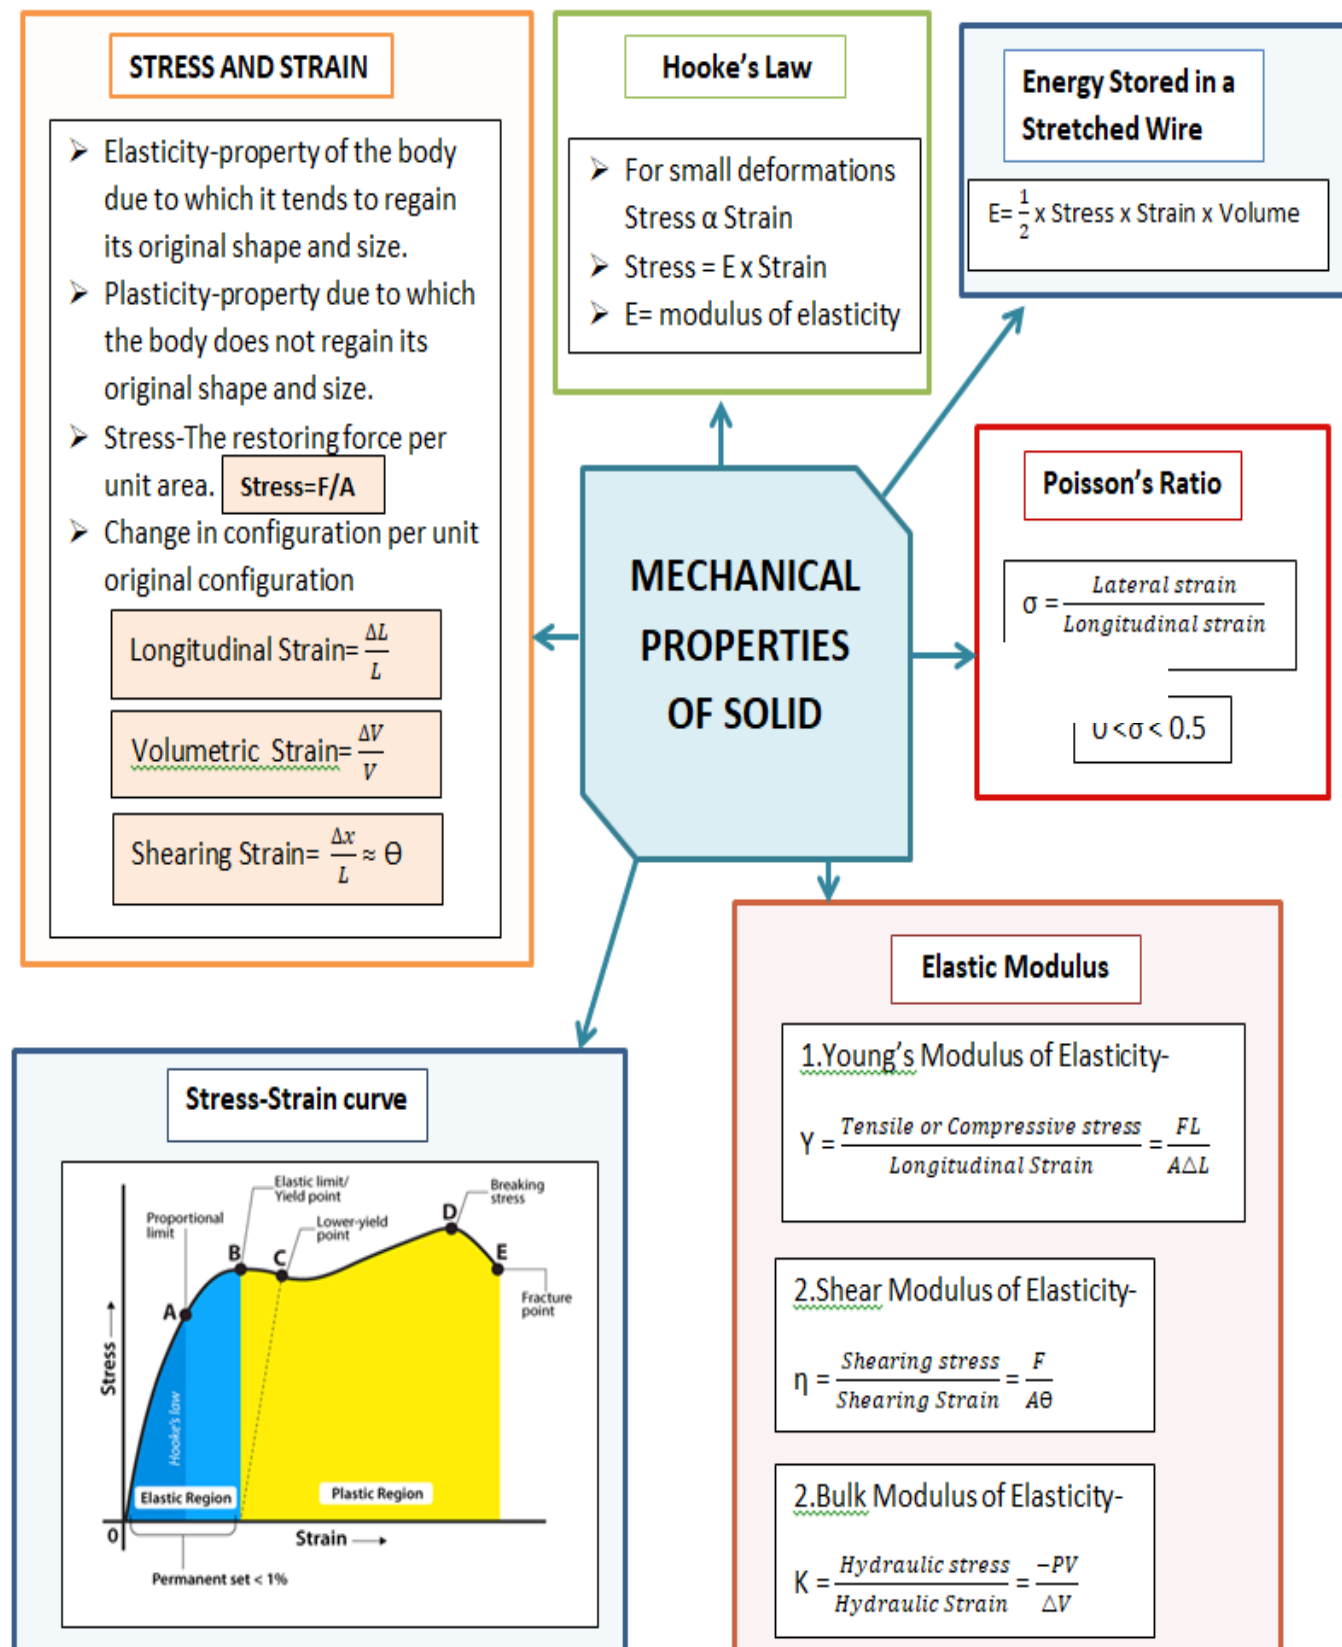 STRESS AND STRAIN
➢ Elasticity-property of the body
due to which it tends to regain
its original shape and size.
➢ Plasticity-property due to which
the body does not regain its
original shape and size.
➢ Stress-The restoring force per
unit area. Stress=F/A
➢ Change in configuration per unit
original configuration
Longitudinal Strain= ΔL/L
Volumetric Strain= ΔV/V
Shearing Strain= Δx/L ≈ Θ
Hooke's Law
➢ For small deformations
Stress α Strain
➢ Stress = E x Strain
➢ E= modulus of elasticity
Energy Stored in a
Stretched Wire
E= 1/2 x Stress x Strain x Volume
MECHANICAL
PROPERTIES
OF SOLID
Poisson's Ratio
σ = Lateral strain/Longitudinal strain
<σ < 0.5
Stress-Strain curve
Elastic limit/
Yield point
Breaking
stress
Proportional
limit
Lower-yield
point
A
B
C
D
E
Fracture
point
Stress →
Hooke's law
Elastic Region
Plastic Region
0
Strain →
Permanent set < 1%
Elastic Modulus
1.Young's Modulus of Elasticity-
Y = Tensile or Compressive stress/Longitudinal Strain = FL/A△L
2.Shear Modulus of Elasticity-
η = Shearing stress/Shearing Strain = F/Aθ
2.Bulk Modulus of Elasticity-
K = Hydraulic stress/Hydraulic Strain = −PV/△V